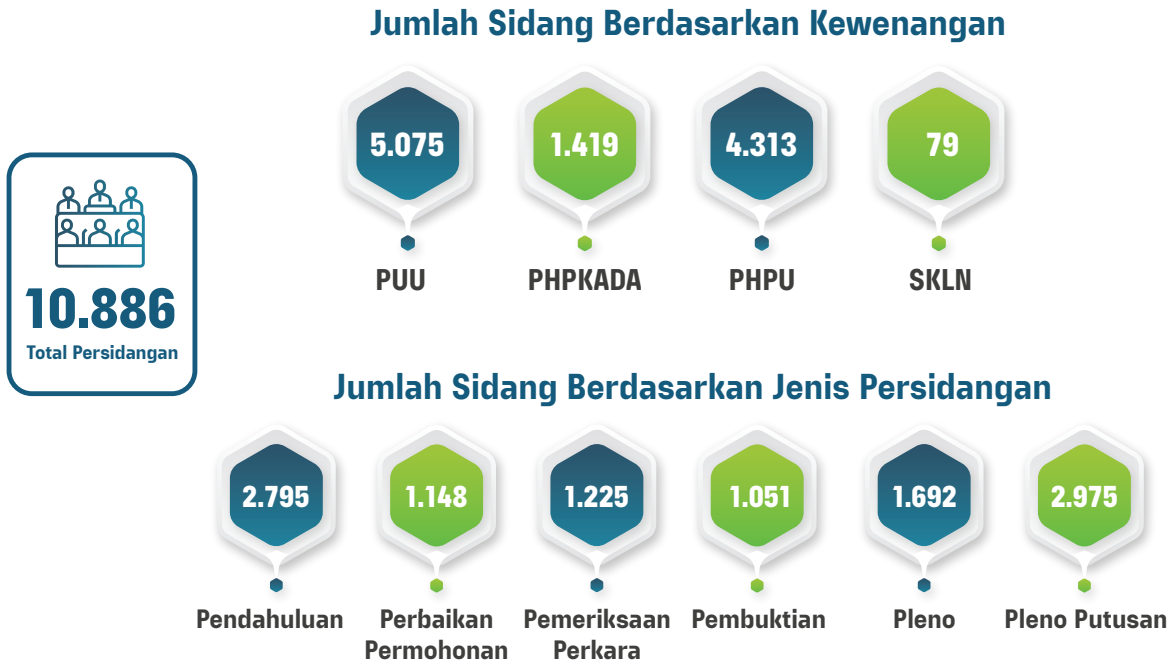 Jumlah Sidang Berdasarkan Kewenangan
5.075
1.419
4.313
79
PUU
PHPKADA
PHPU
SKLN
10.886
Total Persidangan
Jumlah Sidang Berdasarkan Jenis Persidangan
2.795
1.148
1.225
1.051
1.692
2.975
Pendahuluan
Perbaikan
Permohonan
Pemeriksaan
Perkara
Pembuktian
Pleno
Pleno Putusan